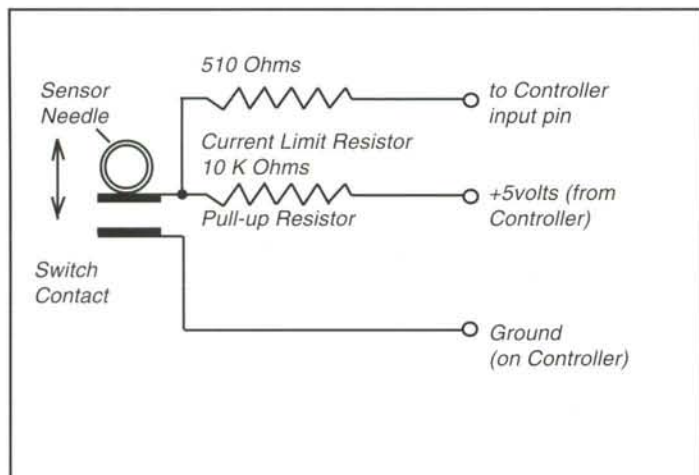 510 Ohms
Sensor
Needle
to Controller
input pin
Current Limit Resistor
10 K Ohms
+5volts (from
Controller)
Pull-up Resistor
Switch
Contact
Ground
(on Controller)